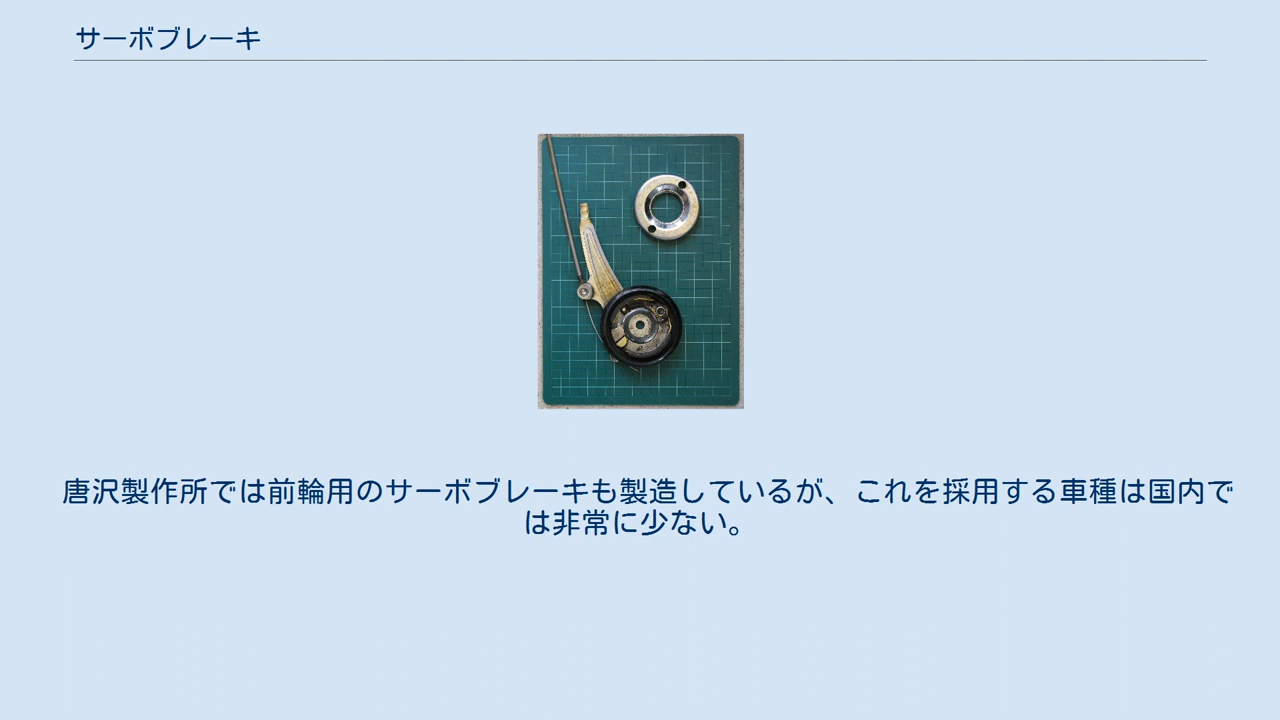 サーボブレーキ
唐沢製作所では前輪用のサーボブレーキも製造しているが、これを採用する車種は国内で
は非常に少ない。